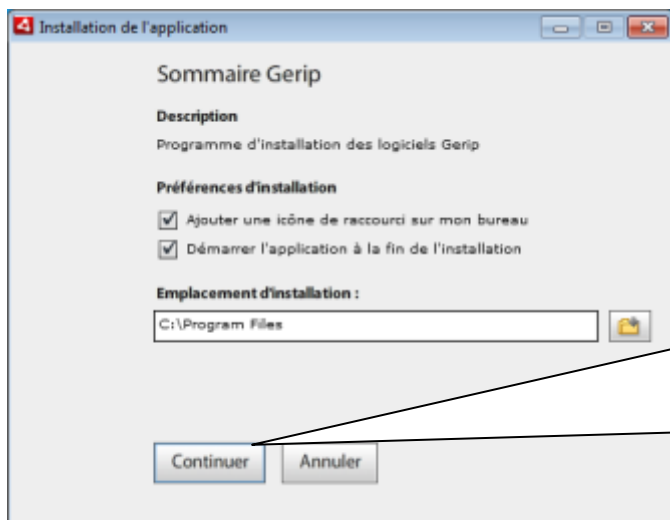 Installation de l'application
Sommaire Gerip
Description
Programme d'installation des logiciels Gerip
Préférences d'installation
Ajouter une icône de raccourci sur mon bureau
Démarrer l'application à la fin de l'installation
Emplacement d'installation :
C:\Program Files
Continuer Annuler